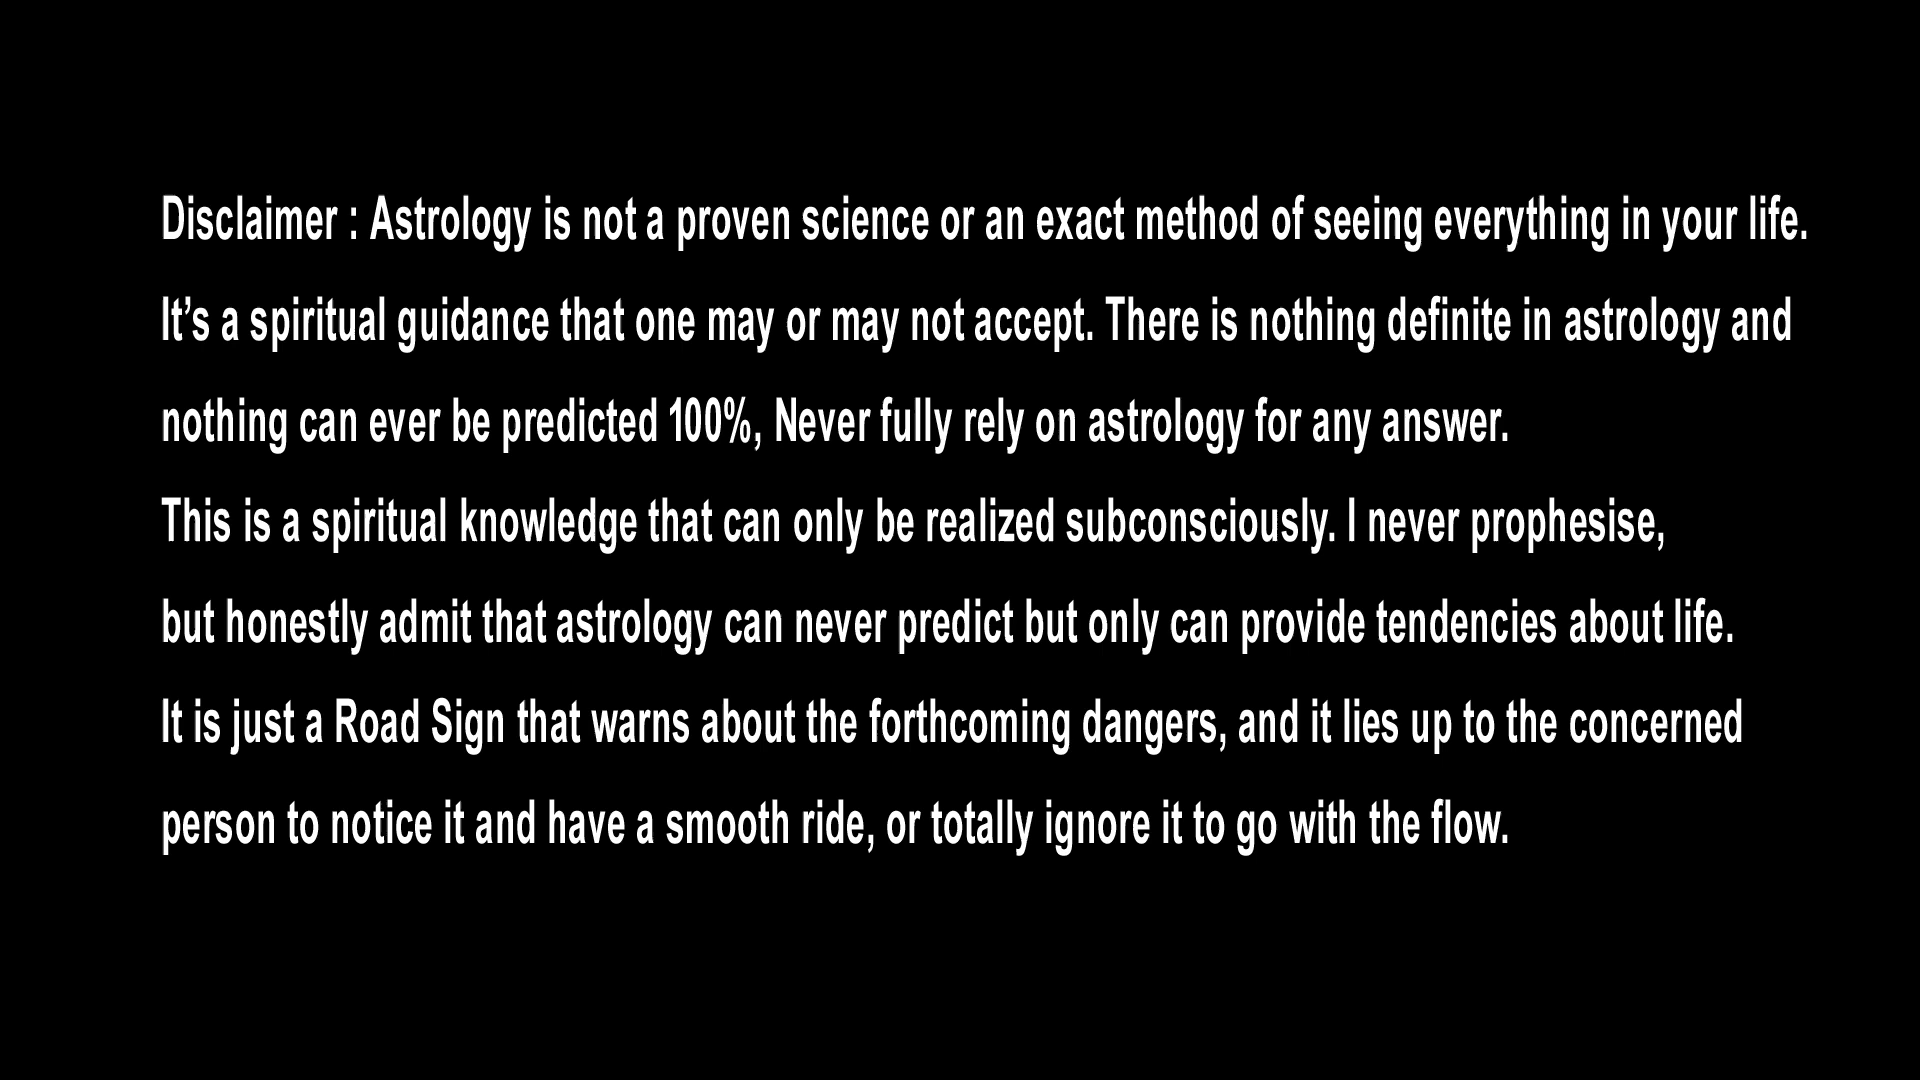 Disclaimer : Astrology is not a proven science or an exact method of seeing everything in your life.
It’s a spiritual guidance that one may or may not accept. There is nothing definite in astrology and
nothing can ever be predicted 100%, Never fully rely on astrology for any answer.
This is a spiritual knowledge that can only be realized subconsciously. I never prophesise,
but honestly admit that astrology can never predict but only can provide tendencies about life.
It is just a Road Sign that warns about the forthcoming dangers, and it lies up to the concerned
person to notice it and have a smooth ride, or totally ignore it to go with the flow.